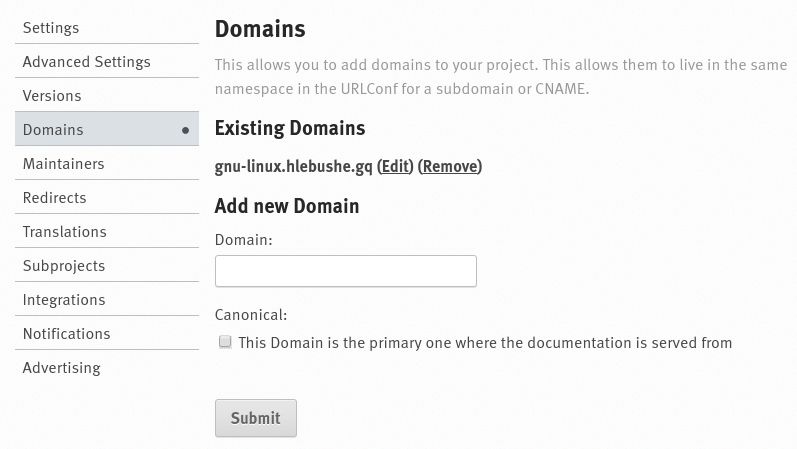 Settings
Advanced Settings
Versions
Domains
Maintainers
Redirects
Translations
Subprojects
Integrations
Notifications
Advertising
Domains
This allows you to add domains to your project. This allows them to live in the same
namespace in the URLConf for a subdomain or CNAME.
Existing Domains
gnu-linux.hlebushe.gq (Edit) (Remove)
Add new Domain
Domain:
Canonical:
This Domain is the primary one where the documentation is served from
Submit